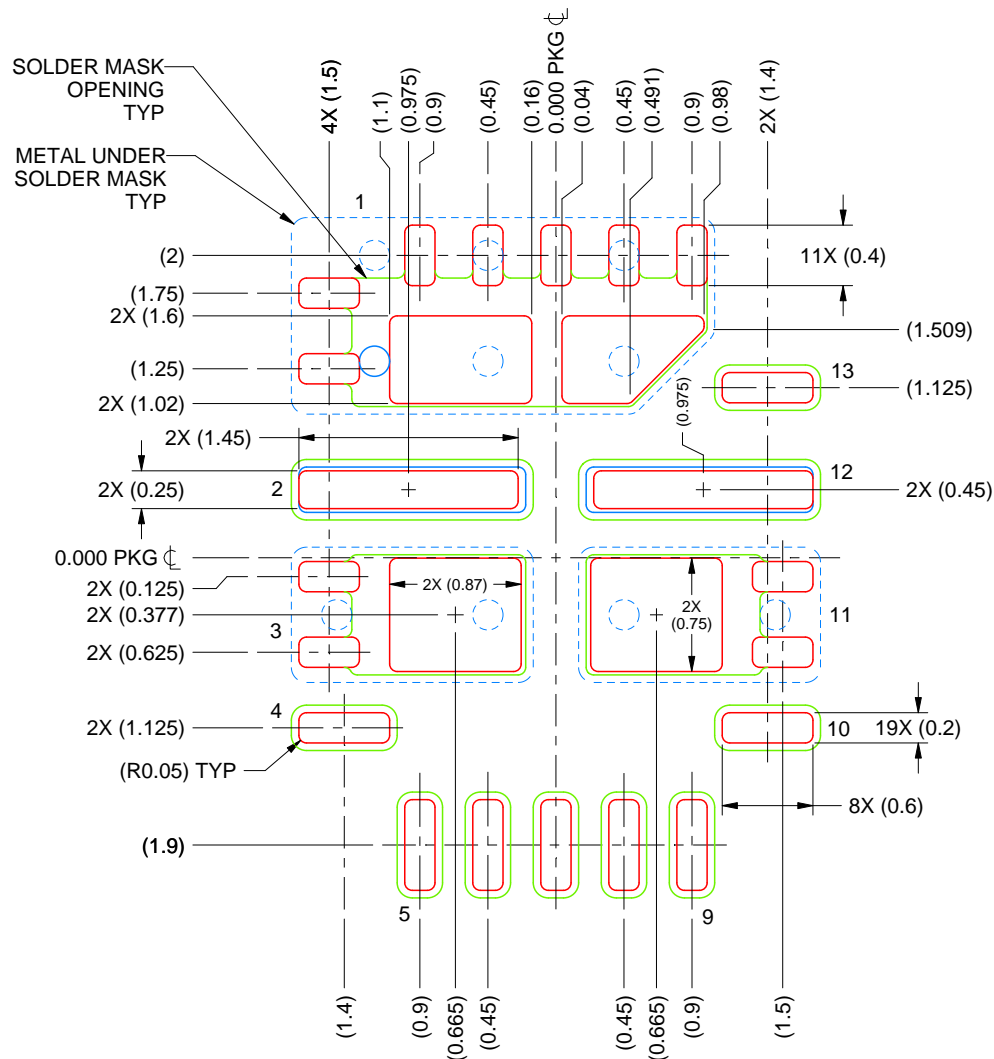 SOLDER MASK
OPENING
TYP
METAL UNDER
SOLDER MASK
TYP
4X (1.5)
(1.1)
(0.975)
(0.9)
(0.45)
(0.16)
0.000 PKG ℄
(0.04)
(0.45)
(0.491)
(0.9)
(0.98)
2X (1.4)
1
(2)
11X (0.4)
(1.75)
2X (1.6)
(1.509)
(1.25)
13
(1.125)
2X (1.02)
(0.975)
2X (1.45)
2X (0.25)
2
12
2X (0.45)
0.000 PKG ℄
2X (0.125)
2X (0.87)
2X (0.377)
2X
(0.75)
3
11
2X (0.625)
4
2X (1.125)
10
19X (0.2)
(R0.05) TYP
8X (0.6)
(1.9)
5
9
(1.4)
(0.9)
(0.665)
(0.45)
(0.45)
(0.665)
(0.9)
(1.5)